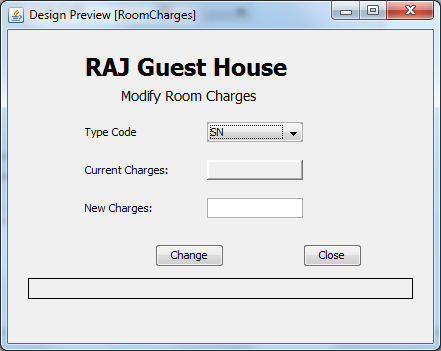 Design Preview [RoomCharges]
RAJ Guest House
Modify Room Charges
Type Code
SN
Current Charges:
New Charges:
Change
Close